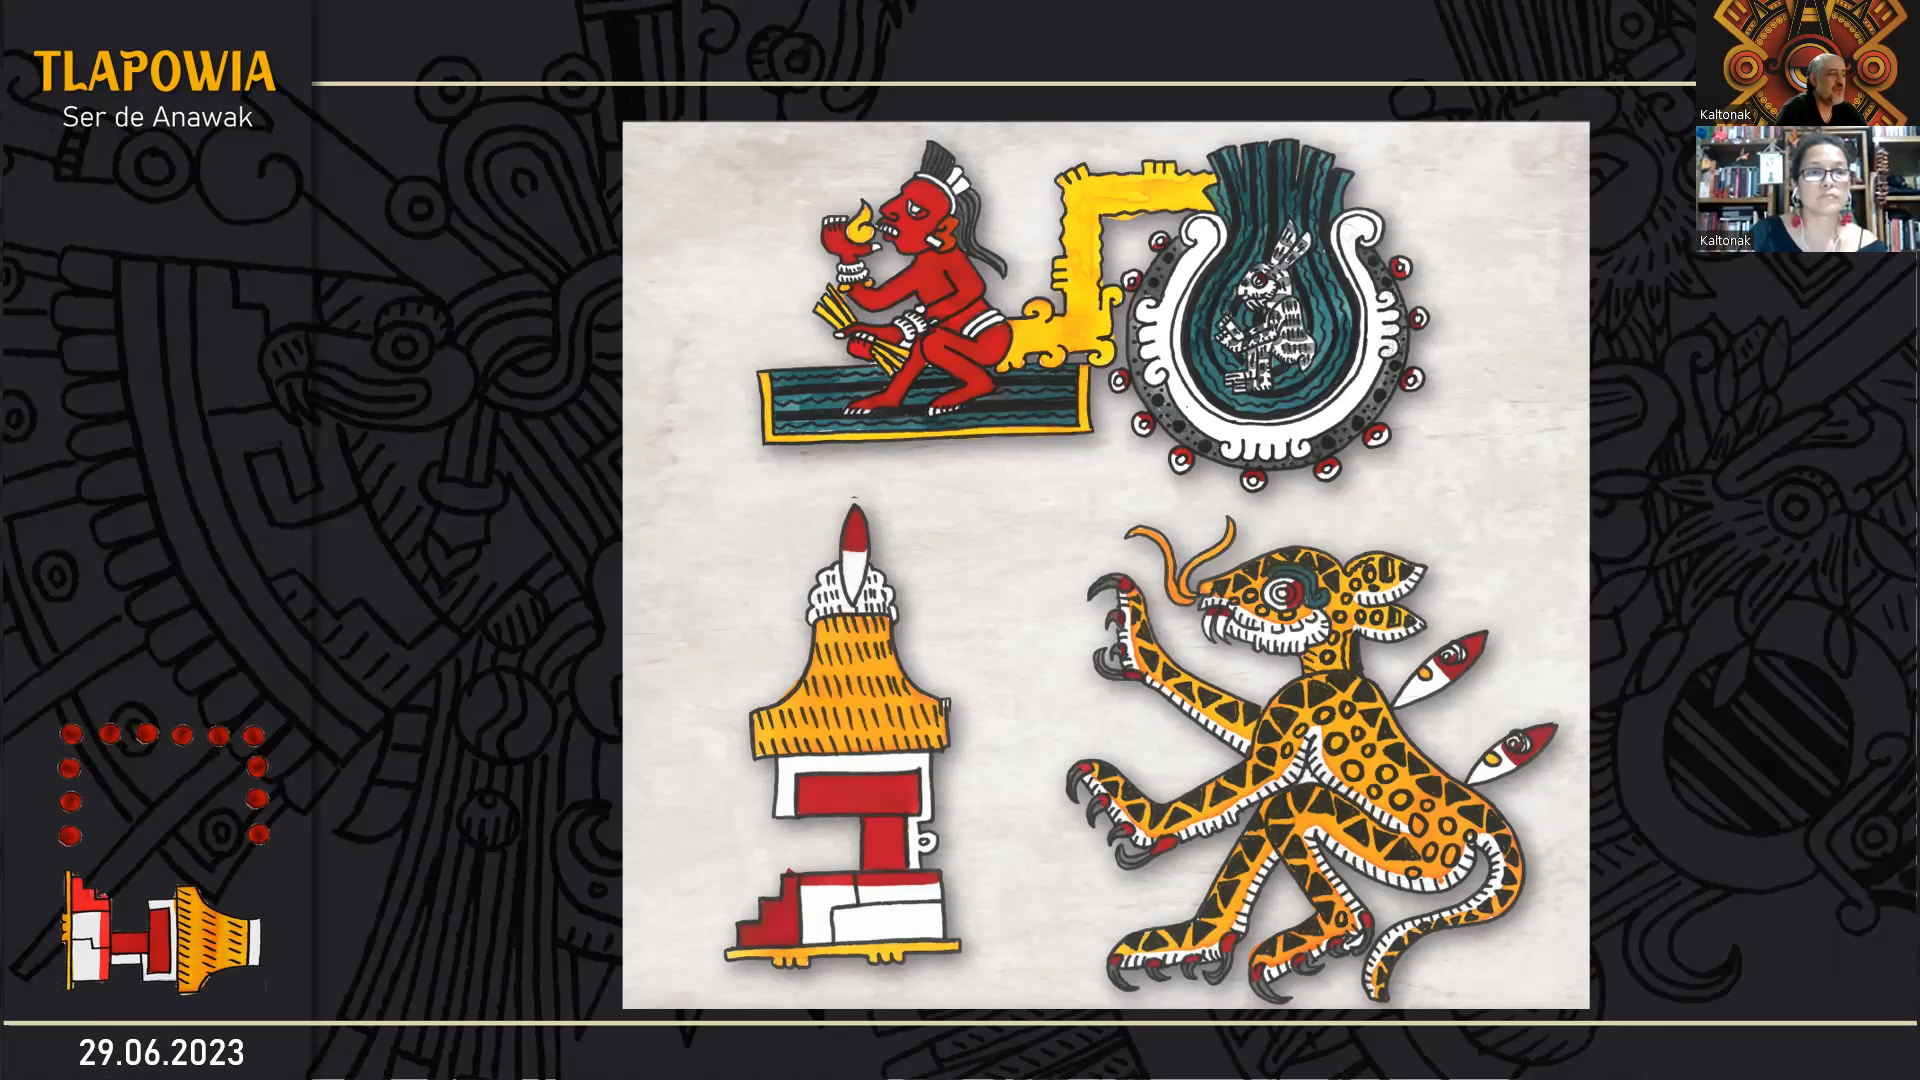 TLAPOWIA
Ser de Anawak
Kaltonak
Kaltonak
29.06.2023